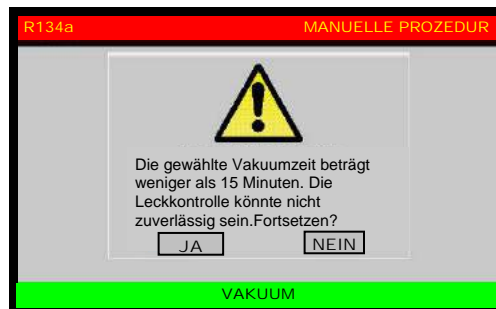 R134a MANUELLE PROZEDUR
Die gewählte Vakuumzeit beträgt
weniger als 15 Minuten. Die
Leckkontrolle könnte nicht
zuverlässig sein.Fortsetzen?
JA NEIN
VAKUUM